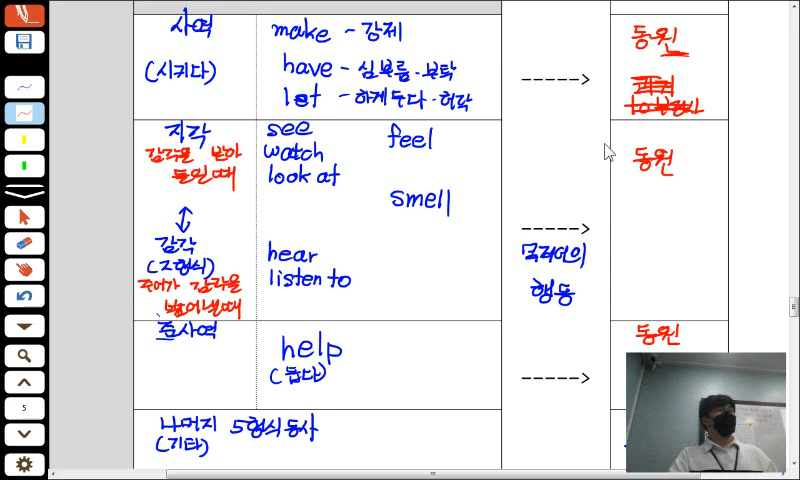 사역
make - 강제
동원
(시키다)
have - 심부름 · 부탁
let - 하게 두다 · 허락
지각
see
feel
감각을 받아
들일 때
watch
동원
look at
smell
감각
(2형식)
hear
목적어의
주어가 감각을
뱉어낼 때
listen to
행동
준사역
help
동원
(돕다)
나머지 5형식 동사
(기타)
5